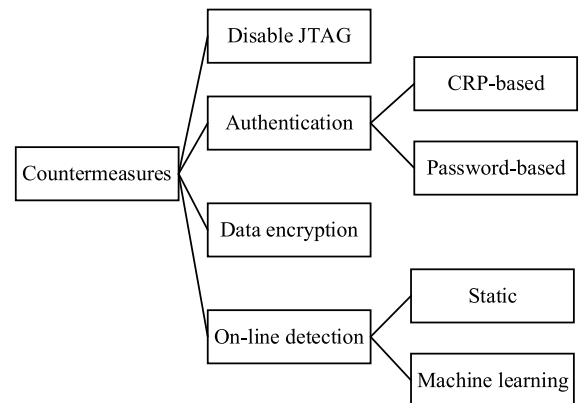 Disable JTAG
CRP-based
Authentication
Countermeasures
Password-based
Data encryption
Static
On-line detection
Machine learning